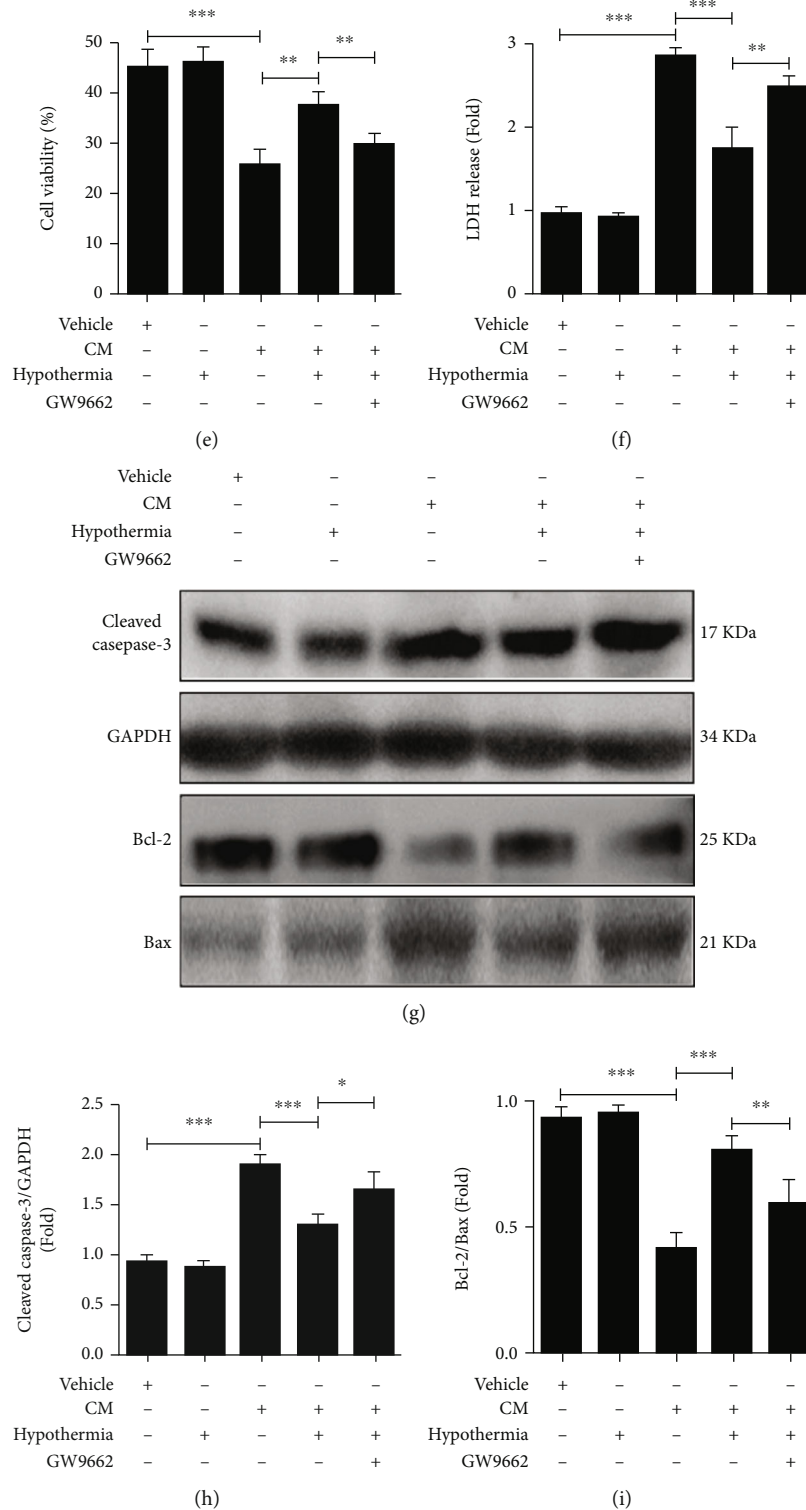 ***
**
**
50
40
30
20
10
0
Cell viability (%)
Vehicle + – – – –
CM – – + + +
Hypothermia – + – + +
GW9662 – – – – +
(e)
***
***
**
3
2
1
0
LDH release (Fold)
Vehicle + – – – –
CM – – + + +
Hypothermia – + – + +
GW9662 – – – – +
(f)
Vehicle + – – – –
CM – – + + +
Hypothermia – + – + +
GW9662 – – – – +
Cleaved
casepase-3
17 KDa
GAPDH
34 KDa
Bcl-2
25 KDa
Bax
21 KDa
(g)
***
***
*
2.5
2.0
1.5
1.0
0.5
0.0
Cleaved caspase-3/GAPDH
(Fold)
Vehicle + – – – –
CM – – + + +
Hypothermia – + – + +
GW9662 – – – – +
(h)
***
***
**
1.0
0.5
0.0
Bcl-2/Bax (Fold)
Vehicle + – – – –
CM – – + + +
Hypothermia – + – + +
GW9662 – – – – +
(i)